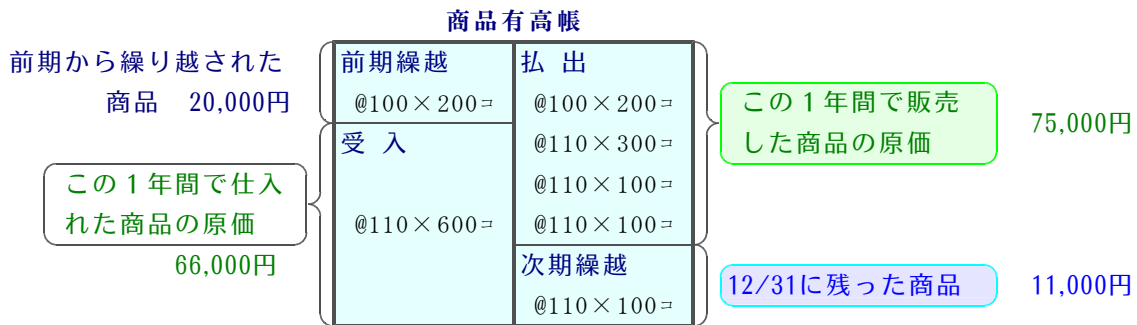 商品有高帳
前期から繰り越された
商品 20,000円
前期繰越
@100×200コ
受 入
@110×600コ
この1年間で仕入
れた商品の原価
66,000円
払 出
@100×200コ
@110×300コ
@110×100コ
@110×100コ
次期繰越
@110×100コ
この1年間で販売
した商品の原価
75,000円
12/31に残った商品
11,000円